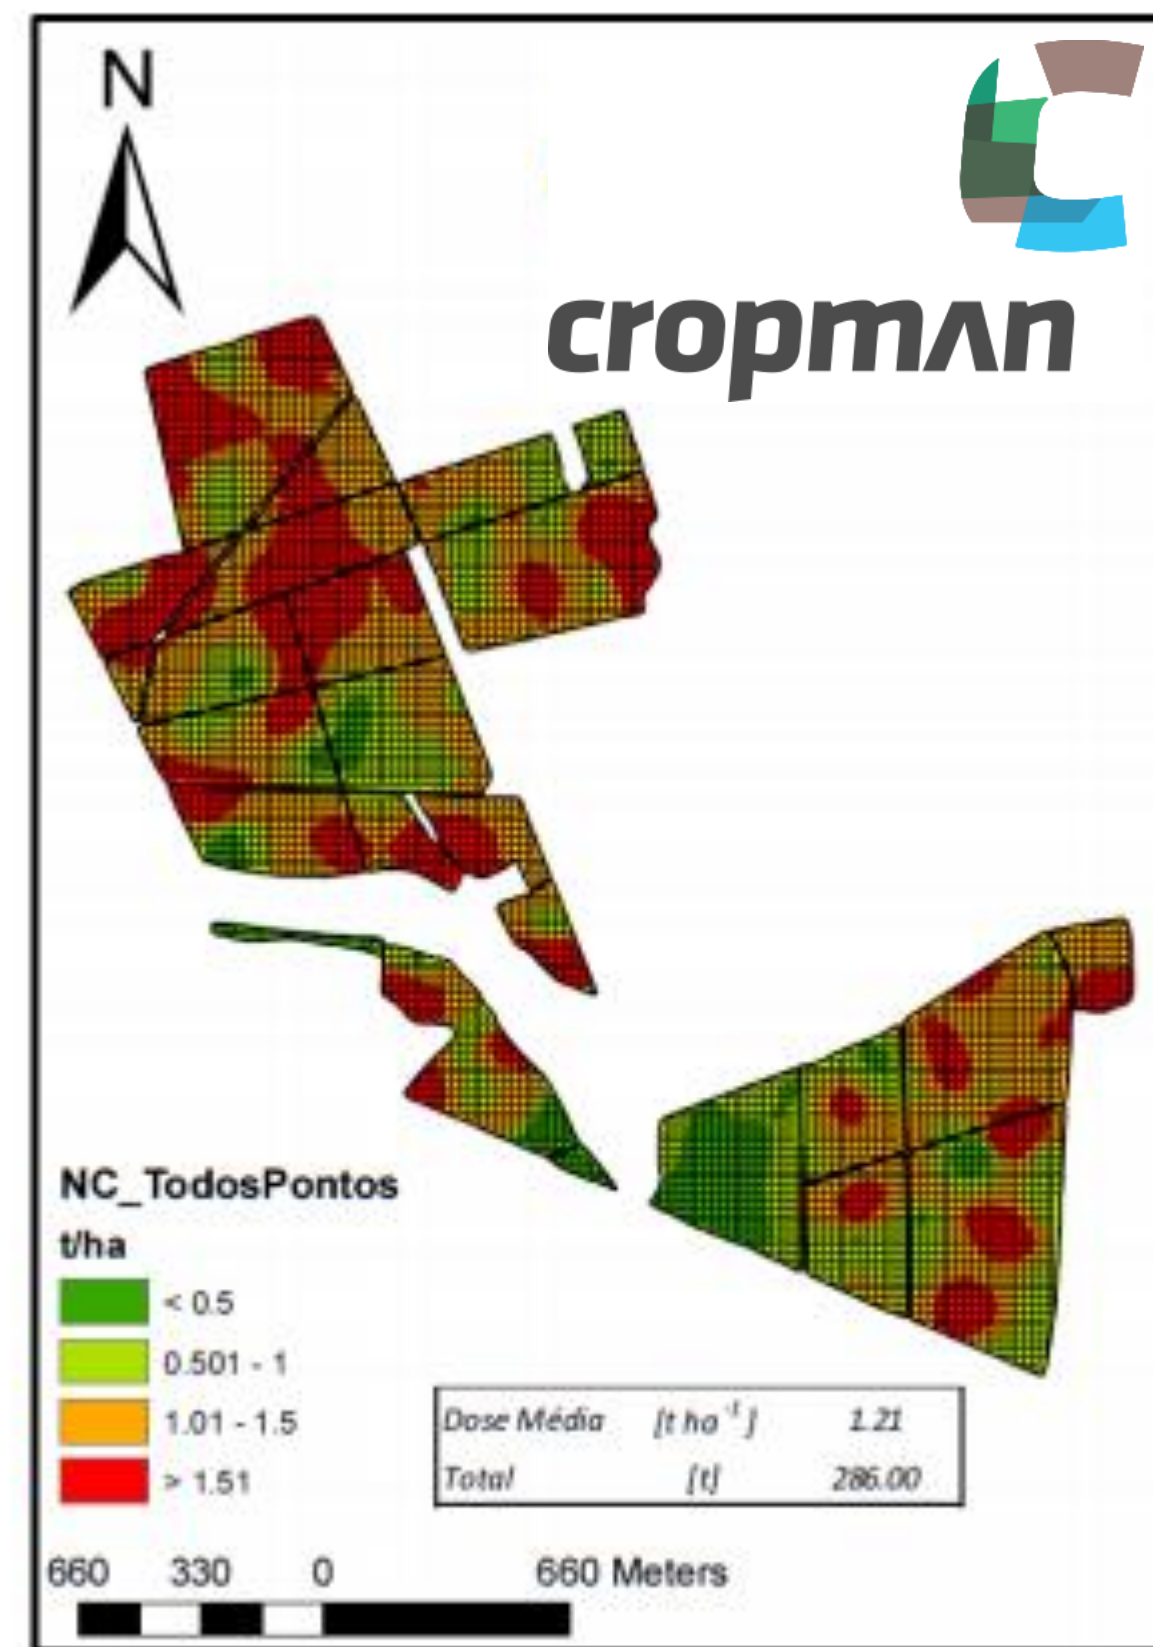 N
cropman
NC_TodosPontos
t/ha
< 0.5
0.501 - 1
1.01 - 1.5
> 1.51
Dose Média [t ha⁻¹] 1.21
Total [t] 286.00
660 330 0 660 Meters